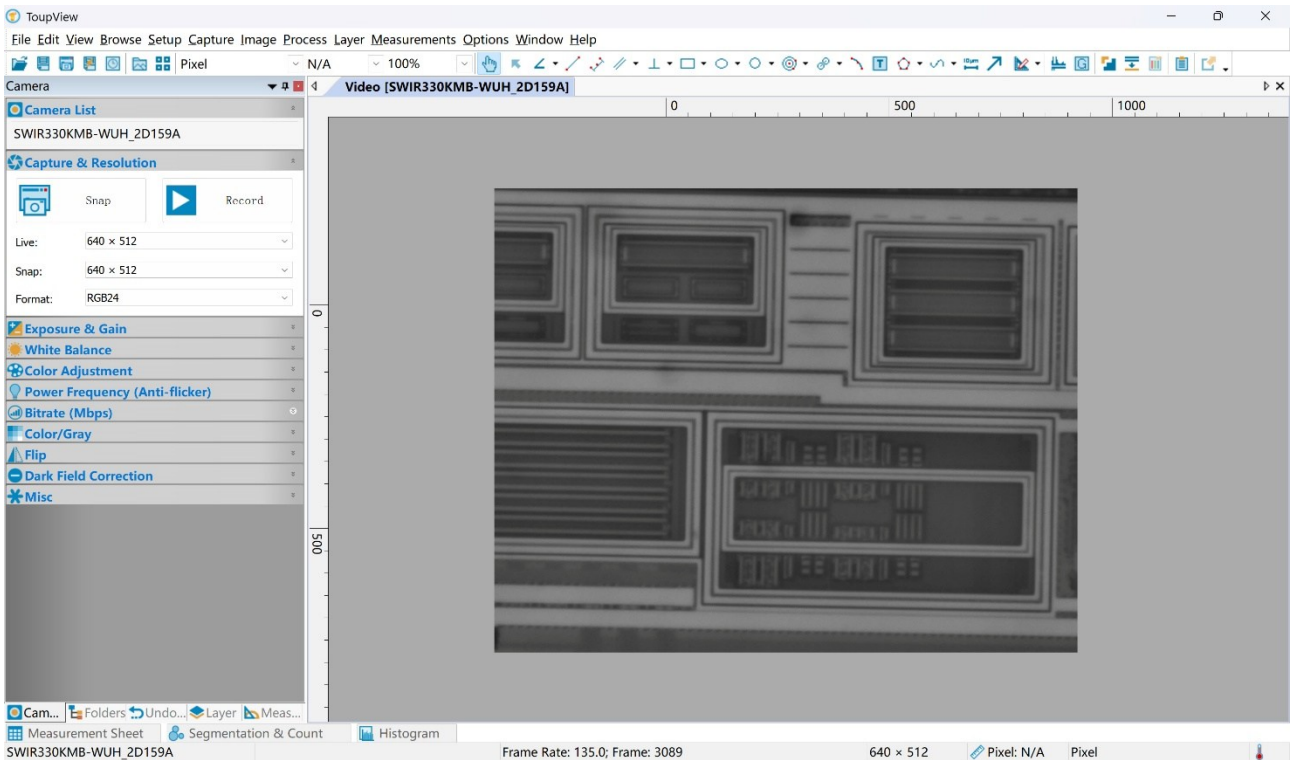 ToupView
File Edit View Browse Setup Capture Image Process Layer Measurements Options Window Help
Pixel N/A 100%
Camera
Video [SWIR330KMB-WUH_2D159A]
0 500 1000
Camera List
SWIR330KMB-WUH_2D159A
Capture & Resolution
Snap Record
Live: 640 × 512
Snap: 640 × 512
Format: RGB24
0
Exposure & Gain
White Balance
Color Adjustment
Power Frequency (Anti-flicker)
Bitrate (Mbps)
Color/Gray
Flip
Dark Field Correction
Misc
500
Cam... Folders Undo... Layer Meas...
Measurement Sheet Segmentation & Count Histogram
SWIR330KMB-WUH_2D159A Frame Rate: 135.0; Frame: 3089 640 × 512 Pixel: N/A Pixel